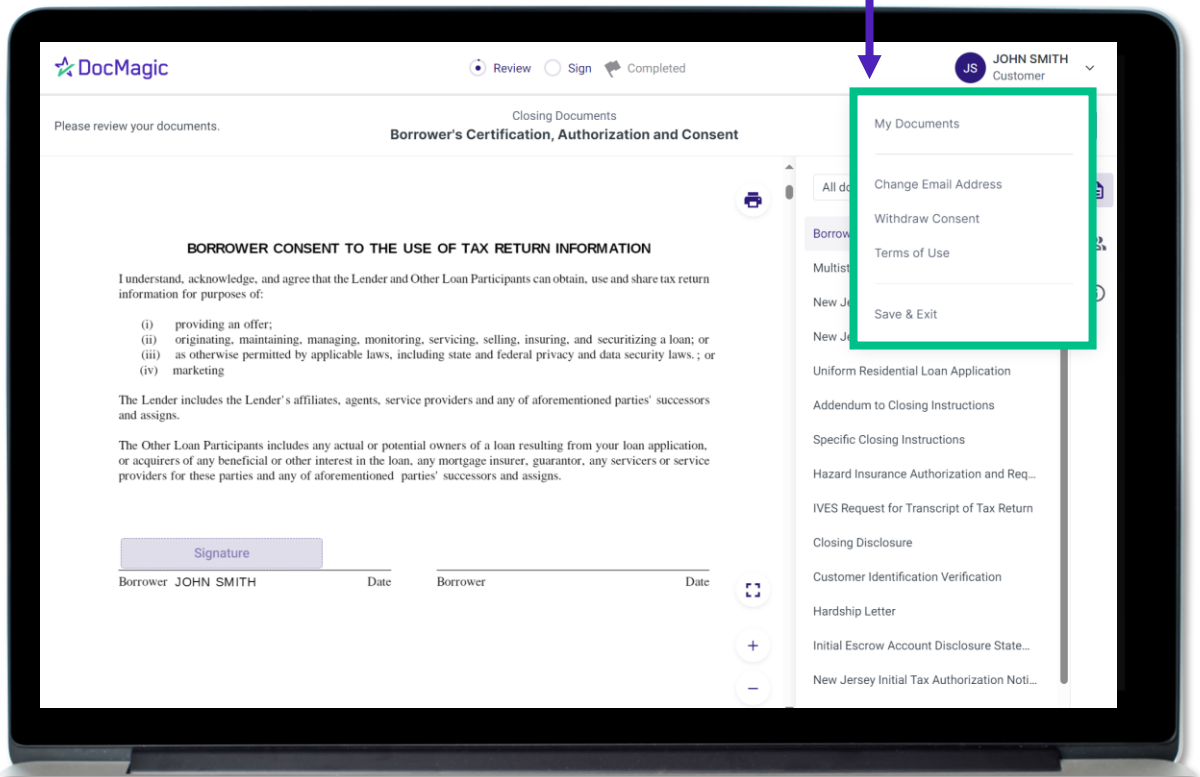 DocMagic
Review Sign Completed
JS
JOHN SMITH
Customer
Please review your documents.
Closing Documents
Borrower's Certification, Authorization and Consent
My Documents
Change Email Address
Withdraw Consent
Terms of Use
Save & Exit
BORROWER CONSENT TO THE USE OF TAX RETURN INFORMATION
I understand, acknowledge, and agree that the Lender and Other Loan Participants can obtain, use and share tax return
information for purposes of:
(i) providing an offer;
(ii) originating, maintaining, managing, monitoring, servicing, selling, insuring, and securitizing a loan; or
(iii) as otherwise permitted by applicable laws, including state and federal privacy and data security laws. ; or
(iv) marketing
The Lender includes the Lender's affiliates, agents, service providers and any of aforementioned parties' successors
and assigns.
The Other Loan Participants includes any actual or potential owners of a loan resulting from your loan application,
or acquirers of any beneficial or other interest in the loan, any mortgage insurer, guarantor, any servicers or service
providers for these parties and any of aforementioned parties' successors and assigns.
Signature
Borrower JOHN SMITH Date Borrower Date
All
Uniform Residential Loan Application
Addendum to Closing Instructions
Specific Closing Instructions
Hazard Insurance Authorization and Req...
IVES Request for Transcript of Tax Return
Closing Disclosure
Customer Identification Verification
Hardship Letter
Initial Escrow Account Disclosure State...
New Jersey Initial Tax Authorization Noti...